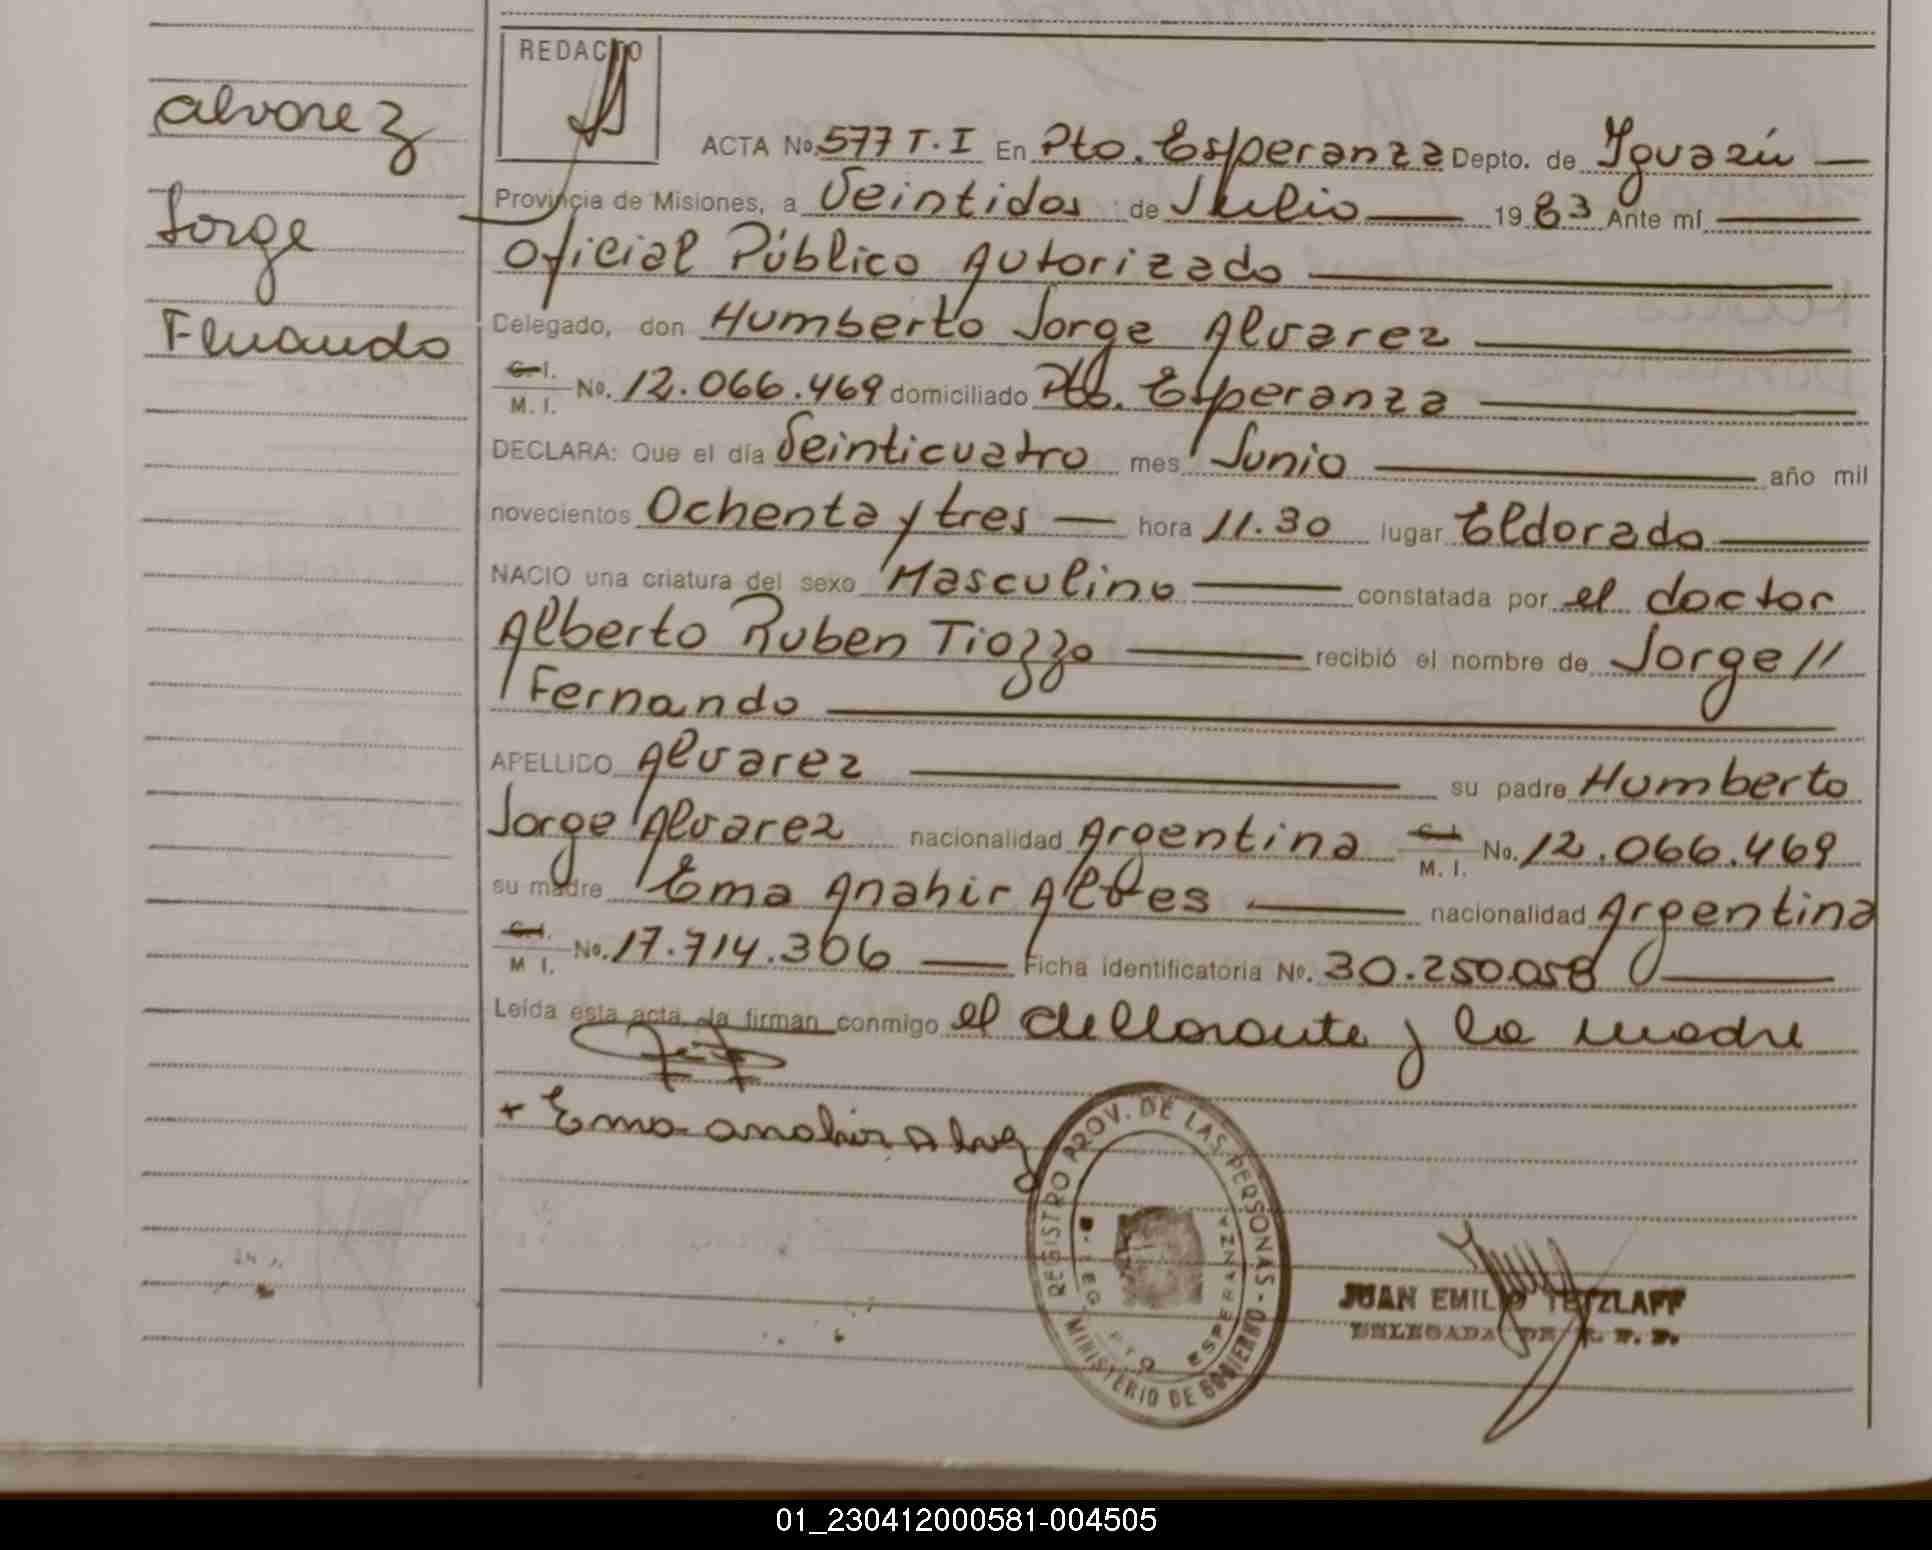 REDACTO
Alvarez
Jorge
Fernando
ACTA No. 577 T.I En Pto. Esperanza Depto. de Iguazú
Provincia de Misiones, a Veintidos de Julio 19 83 Ante mí
Oficial Público Autorizado
Delegado, don Humberto Jorge Alvarez
C. I. M. I. No. 12.066.469 domiciliado Pto. Esperanza
DECLARA: Que el día Veinticuatro mes Junio año mil
novecientos Ochenta y tres hora 11.30 lugar Eldorado
NACIO una criatura del sexo Masculino constatada por el doctor
Alberto Ruben Tiozzo recibió el nombre de Jorge //
Fernando
APELLIDO Alvarez su padre Humberto
Jorge Alvarez nacionalidad Argentina C. I. M. I. No. 12.066.469
su madre Ema Anahir Alves nacionalidad Argentina
C. I. M. I. No. 17.714.306 Ficha identificatoria No. 30.250.058
Leída esta acta, la firman conmigo el declarante y la madre
+ Ema Anahir Alvez
REGISTRO PROV. DE LAS PERSONAS - MINISTERIO DE GOBIERNO
PTO ESPERANZA
JUAN EMILIO TETZLAFF
DELEGADA DE R. P. P.
01_230412000581-004505